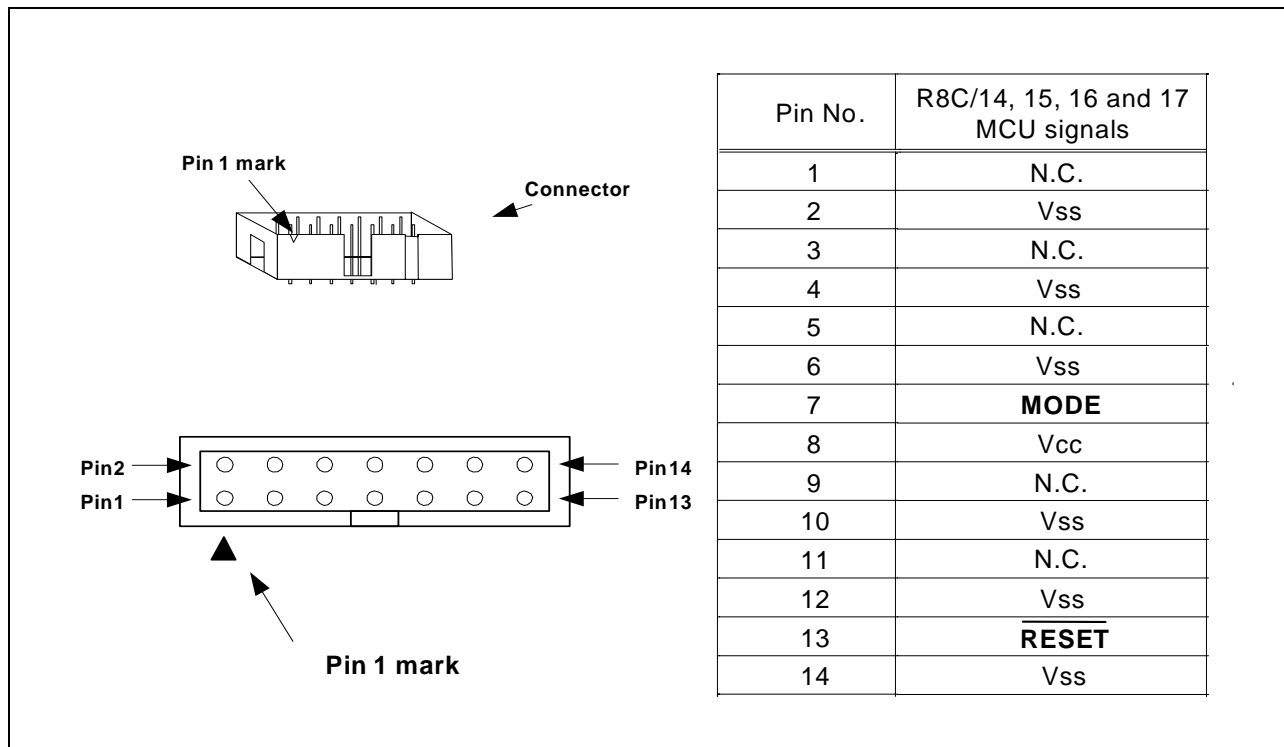 Pin 1 mark
Connector
Pin2
Pin1
Pin14
Pin13
Pin 1 mark
Pin No. R8C/14, 15, 16 and 17
MCU signals
1 N.C.
2 Vss
3 N.C.
4 Vss
5 N.C.
6 Vss
7 MODE
8 Vcc
9 N.C.
10 Vss
11 N.C.
12 Vss
13 R̅E̅S̅E̅T̅
14 Vss